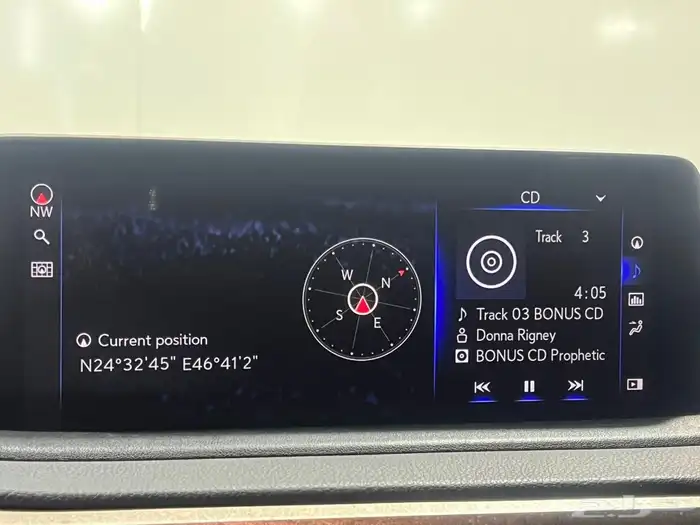 NW
W
N
S
E
Current position
N24°32'45" E46°41'2"
CD
Track 3
4:05
Track 03 BONUS CD
Donna Rigney
BONUS CD Prophetic